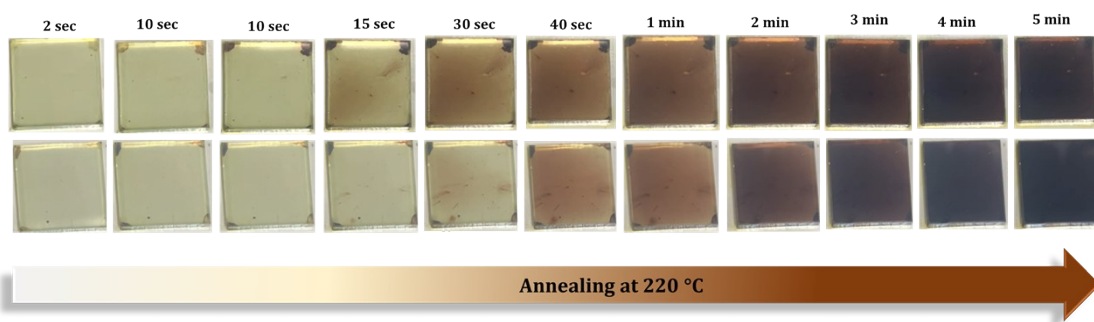 2 sec 10 sec 10 sec 15 sec 30 sec 40 sec 1 min 2 min 3 min 4 min 5 min
Annealing at 220 °C